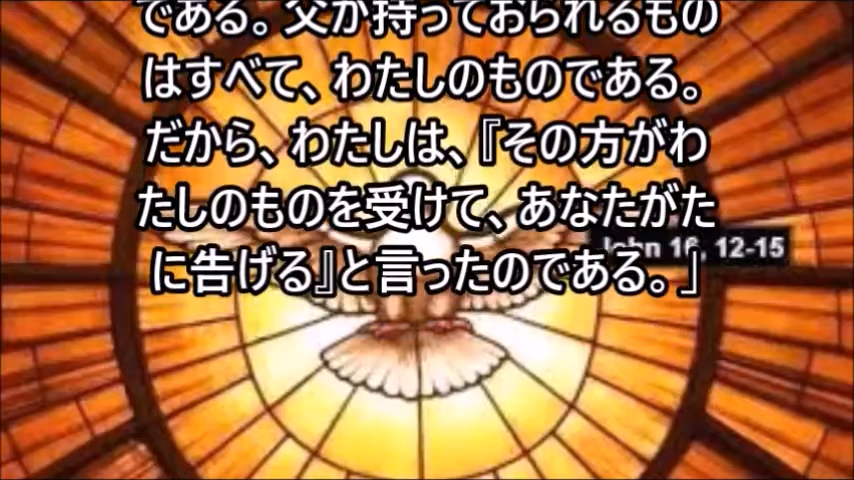 である。父が持っておられるもの
はすべて、わたしのものである。
だから、わたしは、『その方がわ
たしのものを受けて、あなたがた
に告げる』と言ったのである。」
John 16, 12-15